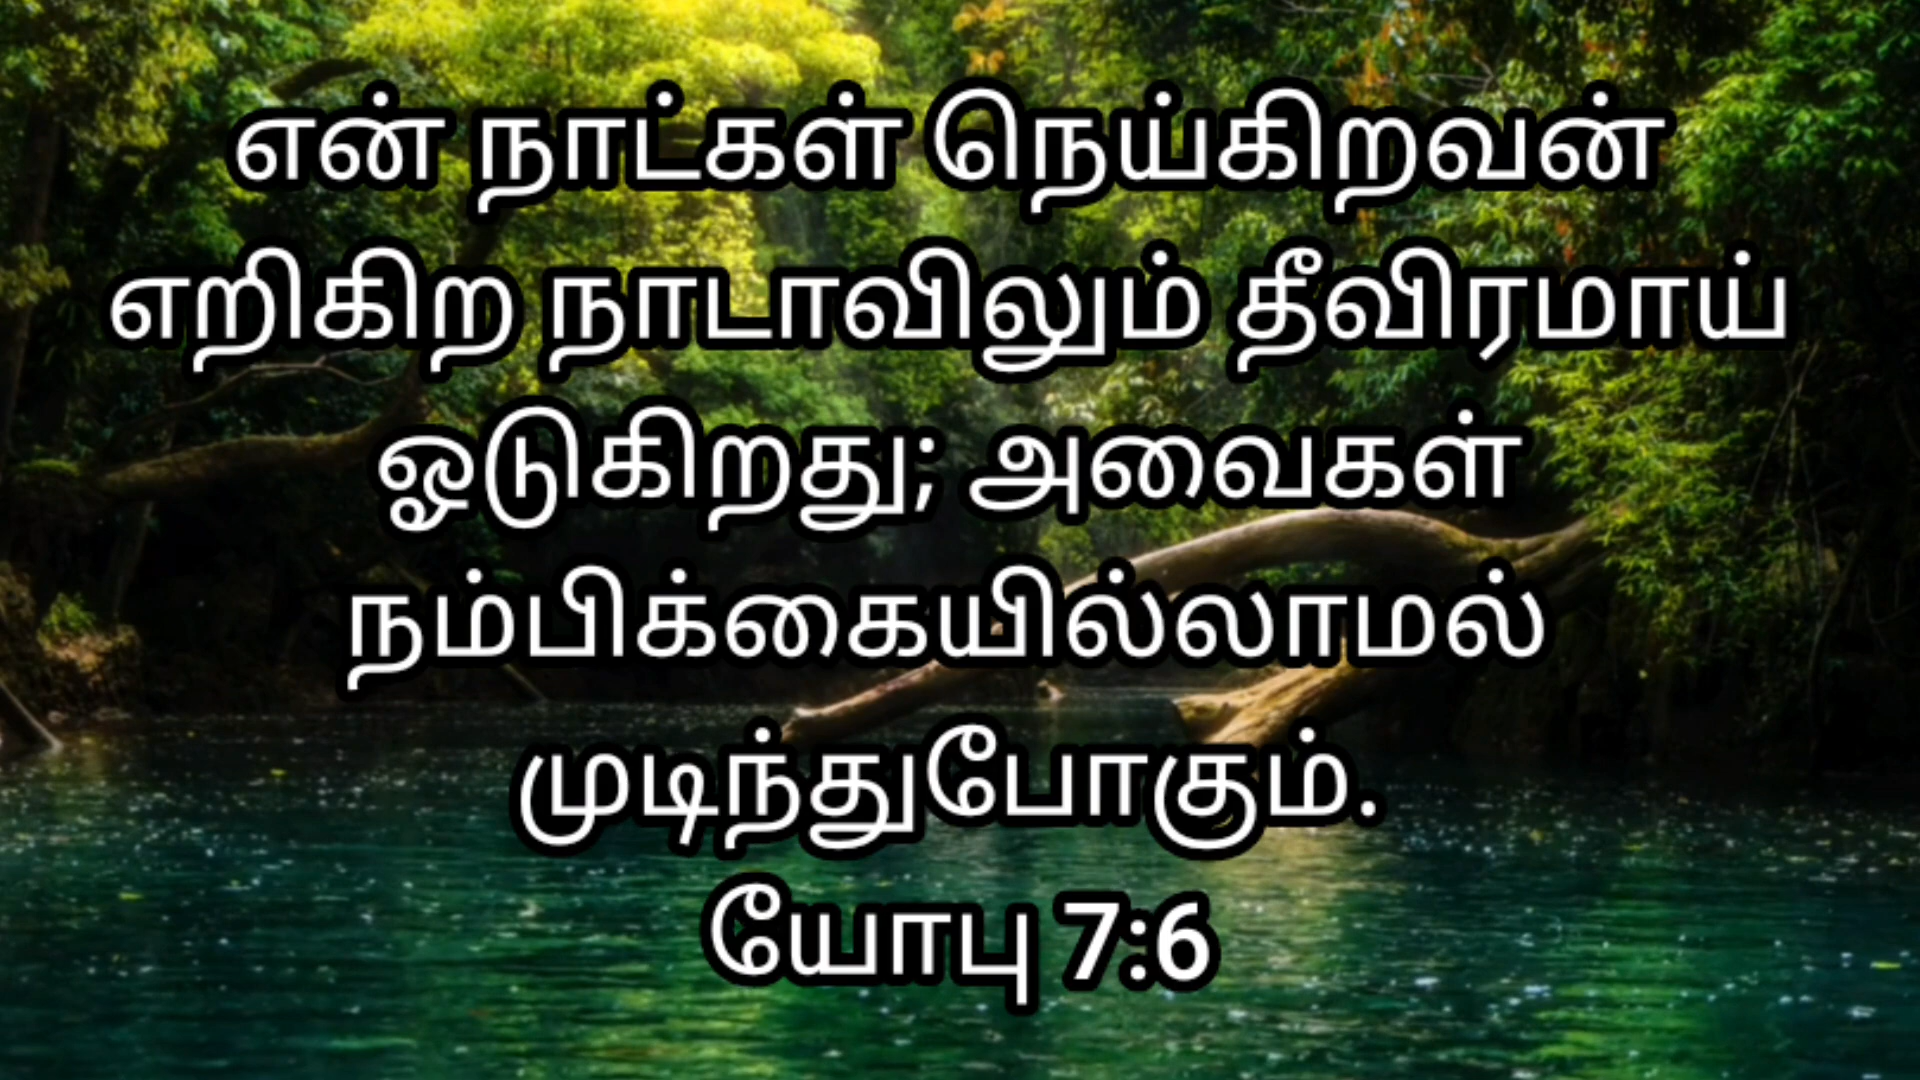 என் நாட்கள் நெய்கிறவன்
எறிகிற நாடாவிலும் தீவிரமாய்
ஓடுகிறது; அவைகள்
நம்பிக்கையில்லாமல்
முடிந்துபோகும்.
யோபு 7:6